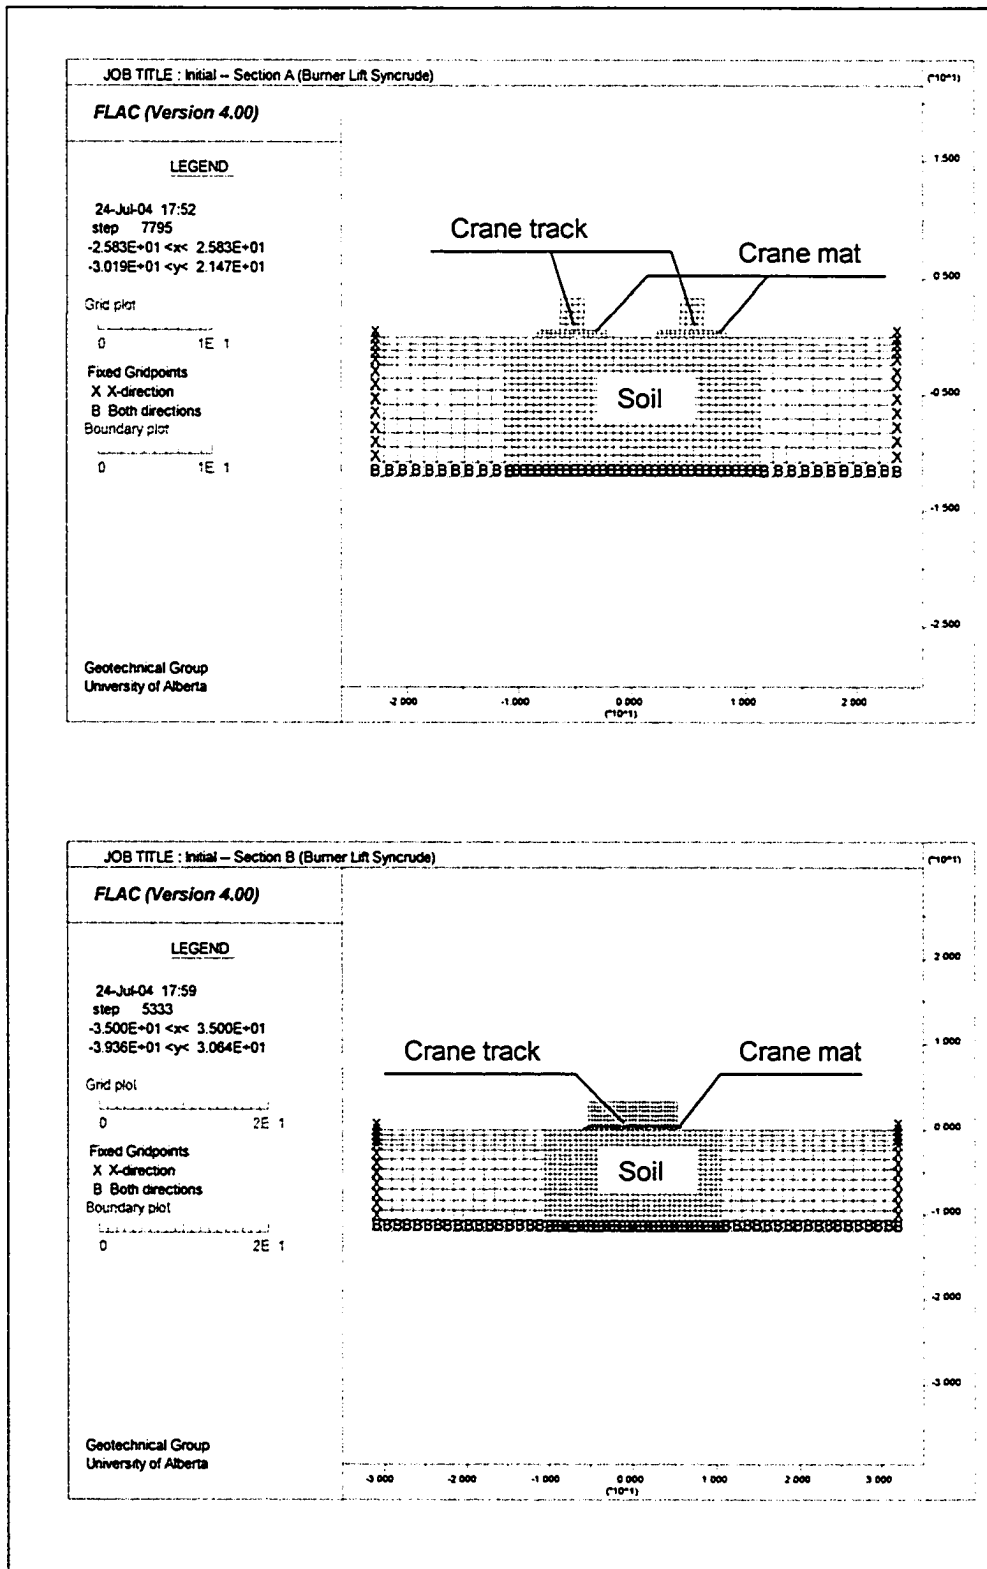 JOB TITLE : Initial -- Section A (Burner Lift Syncrude)
(*10^1)
FLAC (Version 4.00)
LEGEND
24-Jul-04 17:52
step 7795
-2.583E+01 <x< 2.583E+01
-3.019E+01 <y< 2.147E+01
Grid plot
0 1E 1
Fixed Gridpoints
X X-direction
B Both directions
Boundary plot
0 1E 1
Geotechnical Group
University of Alberta
Crane track
Crane mat
Soil
1.500
0.500
-0.500
-1.500
-2.500
-2.000 -1.000 0.000 1.000 2.000
(*10^1)
JOB TITLE : Initial -- Section B (Burner Lift Syncrude)
(*10^1)
FLAC (Version 4.00)
LEGEND
24-Jul-04 17:59
step 5333
-3.500E+01 <x< 3.500E+01
-3.936E+01 <y< 3.064E+01
Grid plot
0 2E 1
Fixed Gridpoints
X X-direction
B Both directions
Boundary plot
0 2E 1
Geotechnical Group
University of Alberta
Crane track
Crane mat
Soil
2.000
1.000
0.000
-1.000
-2.000
-3.000
-3.000 -2.000 -1.000 0.000 1.000 2.000 3.000
(*10^1)